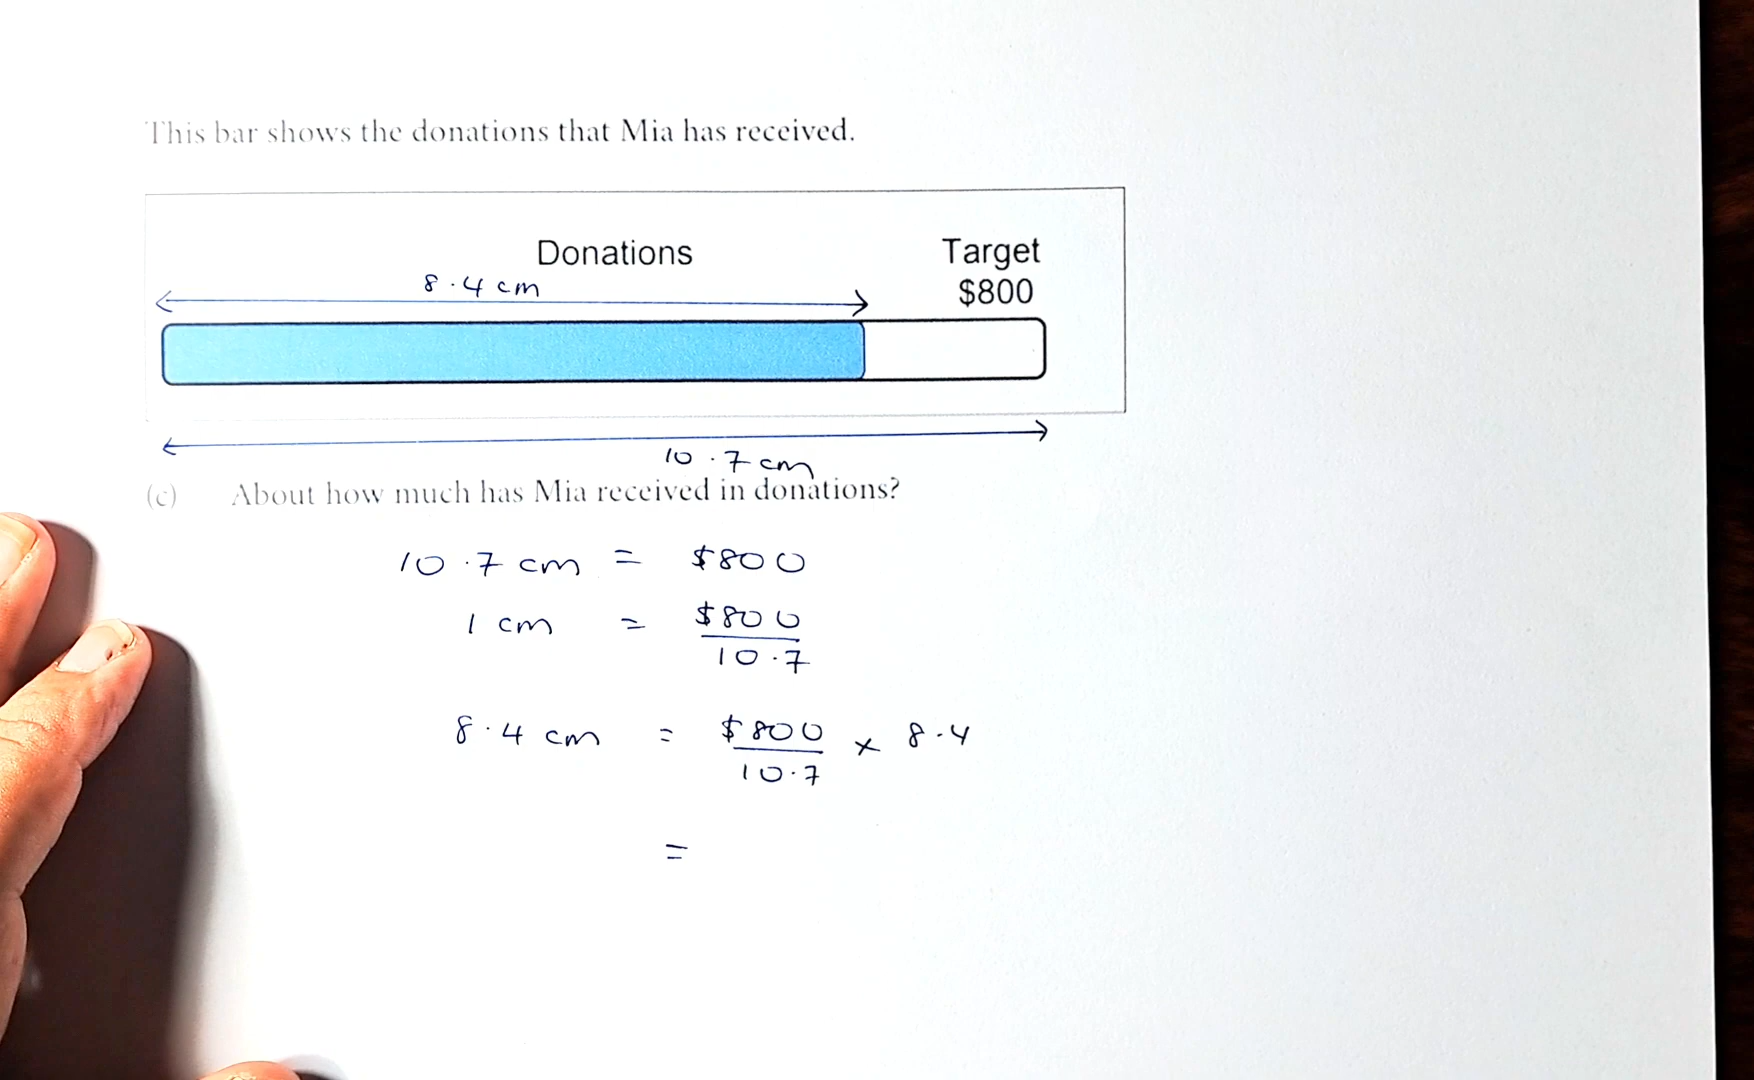 This bar shows the donations that Mia has received.
Donations
Target
$800
8.4 cm
10.7 cm
(c) About how much has Mia received in donations?
10.7 cm = $800
1 cm = $800
10.7
8.4 cm = $800 × 8.4
10.7
=